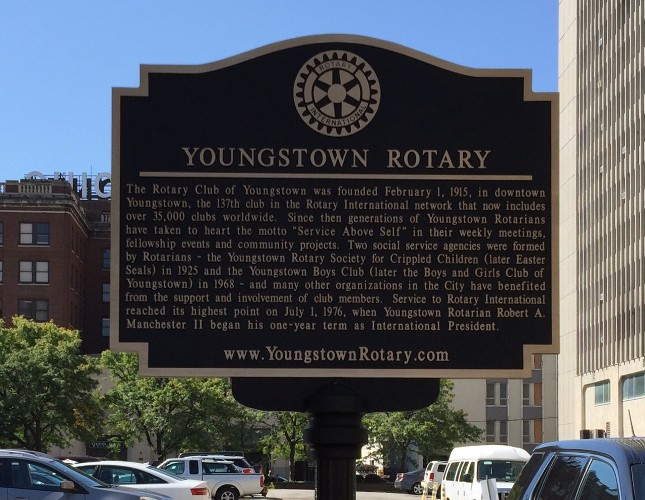 ROTARY
INTERNATIONAL
YOUNGSTOWN ROTARY
The Rotary Club of Youngstown was founded February 1, 1915, in downtown
Youngstown, the 137th club in the Rotary International network that now includes
over 35,000 clubs worldwide. Since then generations of Youngstown Rotarians
have taken to heart the motto "Service Above Self" in their weekly meetings,
fellowship events and community projects. Two social service agencies were formed
by Rotarians - the Youngstown Rotary Society for Crippled Children (later Easter
Seals) in 1925 and the Youngstown Boys Club (later the Boys and Girls Club of
Youngstown) in 1968 - and many other organizations in the City have benefited
from the support and involvement of club members. Service to Rotary International
reached its highest point on July 1, 1976, when Youngstown Rotarian Robert A.
Manchester II began his one-year term as International President.
www.YoungstownRotary.com